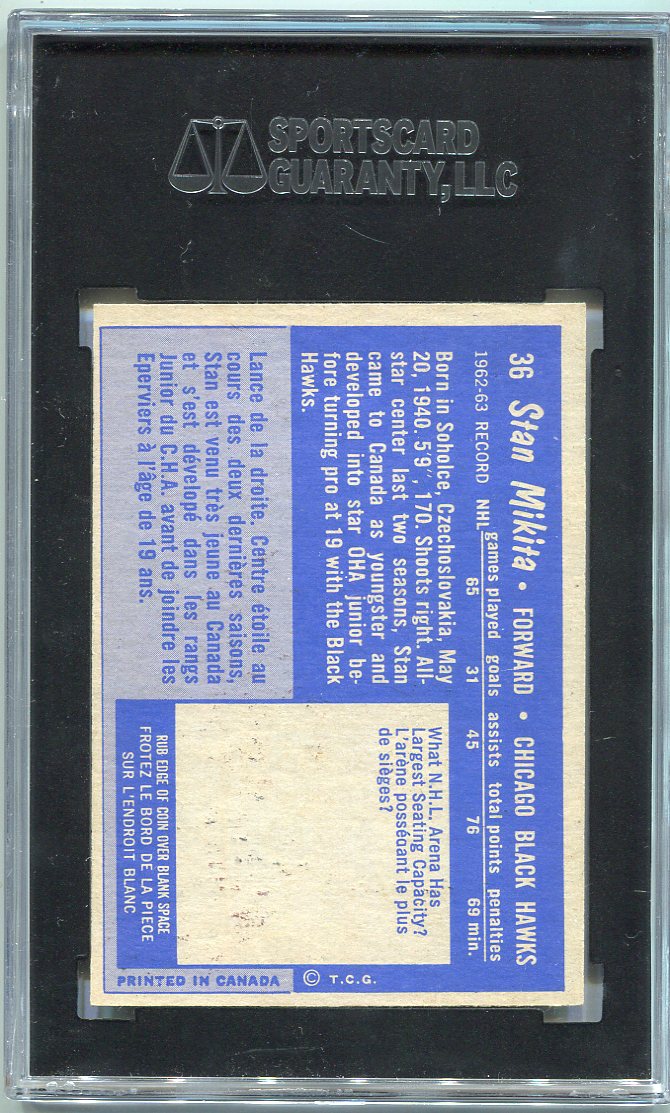 SPORTSCARD
GUARANTY, LLC
36 Stan Mikita • FORWARD • CHICAGO BLACK HAWKS
games played goals assists total points penalties
1962-63 RECORD NHL 65 31 45 76 69 min.
Born in Soholce, Czechoslovakia, May
20, 1940. 5'9", 170. Shoots right. All-
star center last two seasons, Stan
came to Canada as youngster and
developed into star OHA junior be-
fore turning pro at 19 with the Black
Hawks.
Lance de la droite. Centre étoile au
cours des deux dernières saisons,
Stan est venu très jeune au Canada
et s'est dévelopé dans les rangs
Junior du C.H.A. avant de joindre les
Eperviers à l'âge de 19 ans.
What N.H.L. Arena Has
Largest Seating Capacity?
L'arène possédant le plus
de sièges?
RUB EDGE OF COIN OVER BLANK SPACE
FROTEZ LE BORD DE LA PIECE
SUR L'ENDROIT BLANC
© T.C.G.
PRINTED IN CANADA